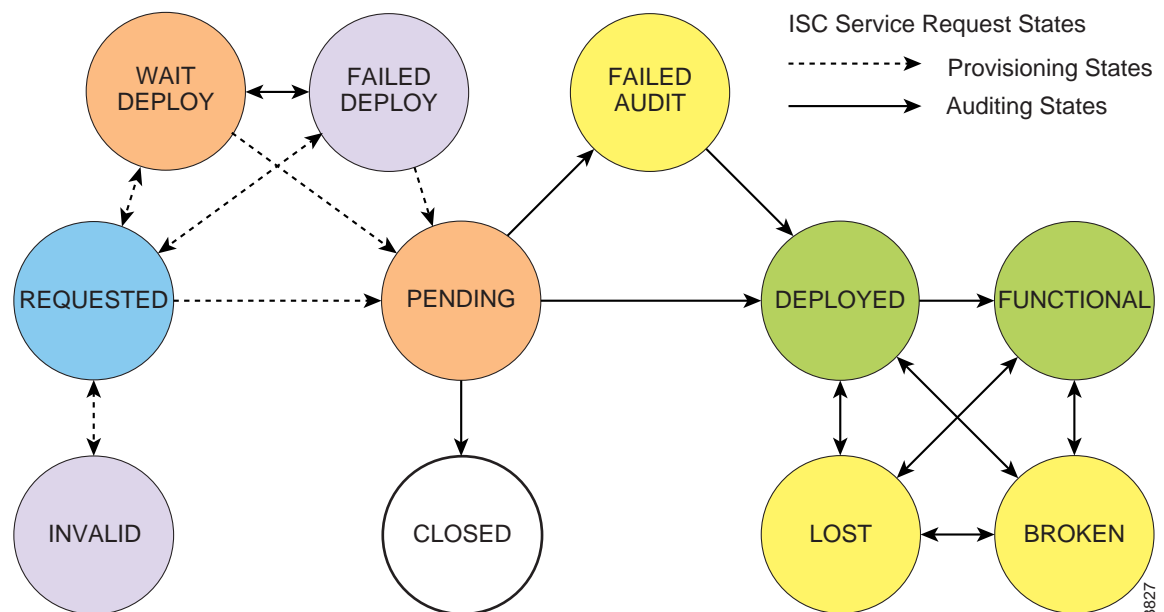 ISC Service Request States
Provisioning States
Auditing States
WAIT
DEPLOY
FAILED
DEPLOY
FAILED
AUDIT
REQUESTED
PENDING
DEPLOYED
FUNCTIONAL
INVALID
CLOSED
LOST
BROKEN